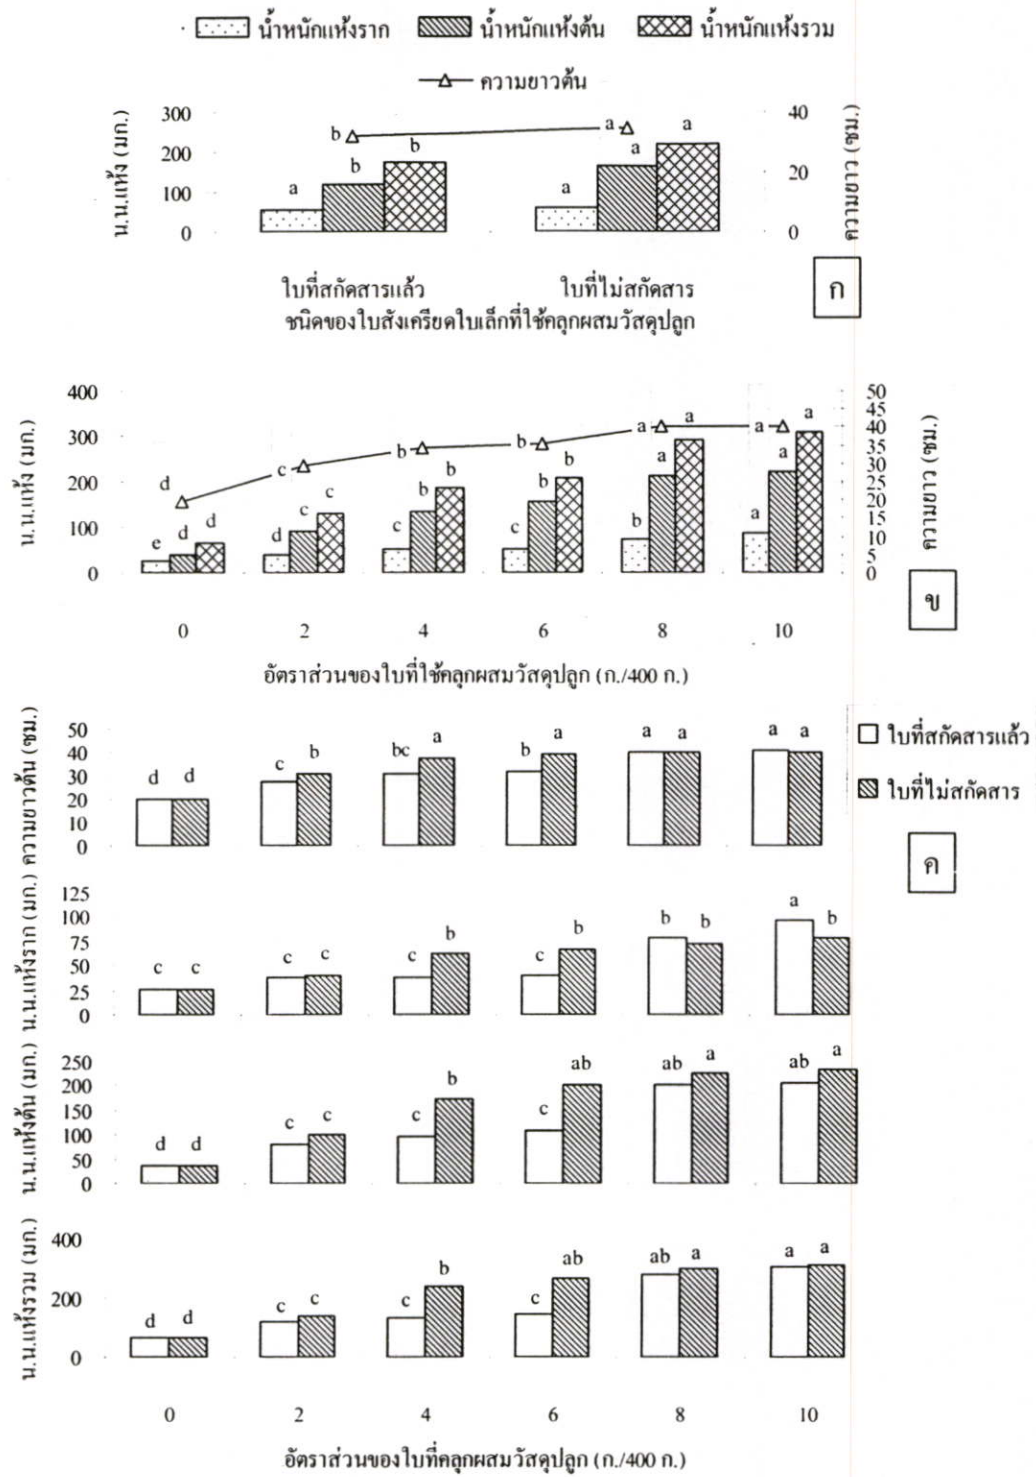 น้ำหนักแห้งราก น้ำหนักแห้งต้น น้ำหนักแห้งรวม
ความยาวต้น
น.น.แห้ง (มก.)
300
200
100
0
b a
a b b
a a a
40
20
0
ความยาว (ซม.)
ใบที่สกัดสารแล้ว ใบที่ไม่สกัดสาร
ชนิดของใบสังเครียดใบเล็กที่ใช้คลุกผสมวัสดุปลูก
ก
น.น.แห้ง (มก.)
400
300
200
100
0
d c b b a a
e d d
d c c
c b b
c b b
b a a
a a a
50
45
40
35
30
25
20
15
10
5
0
ความยาว (ซม.)
ข
0 2 4 6 8 10
อัตราส่วนของใบที่ใช้คลุกผสมวัสดุปลูก (ก./400 ก.)
ใบที่สกัดสารแล้ว
ใบที่ไม่สกัดสาร
ค
ความยาวต้น (ซม.)
50
40
30
20
10
0
d d c b bc a b a a a a a
น.น.แห้งราก (มก.)
125
100
75
50
25
0
c c c c c b c b b b a b
น.น.แห้งต้น (มก.)
250
200
150
100
50
0
d d c c c b c ab ab a ab a
น.น.แห้งรวม (มก.)
400
200
0
d d c c c b c ab ab a a a
0 2 4 6 8 10
อัตราส่วนของใบที่คลุกผสมวัสดุปลูก (ก./400 ก.)